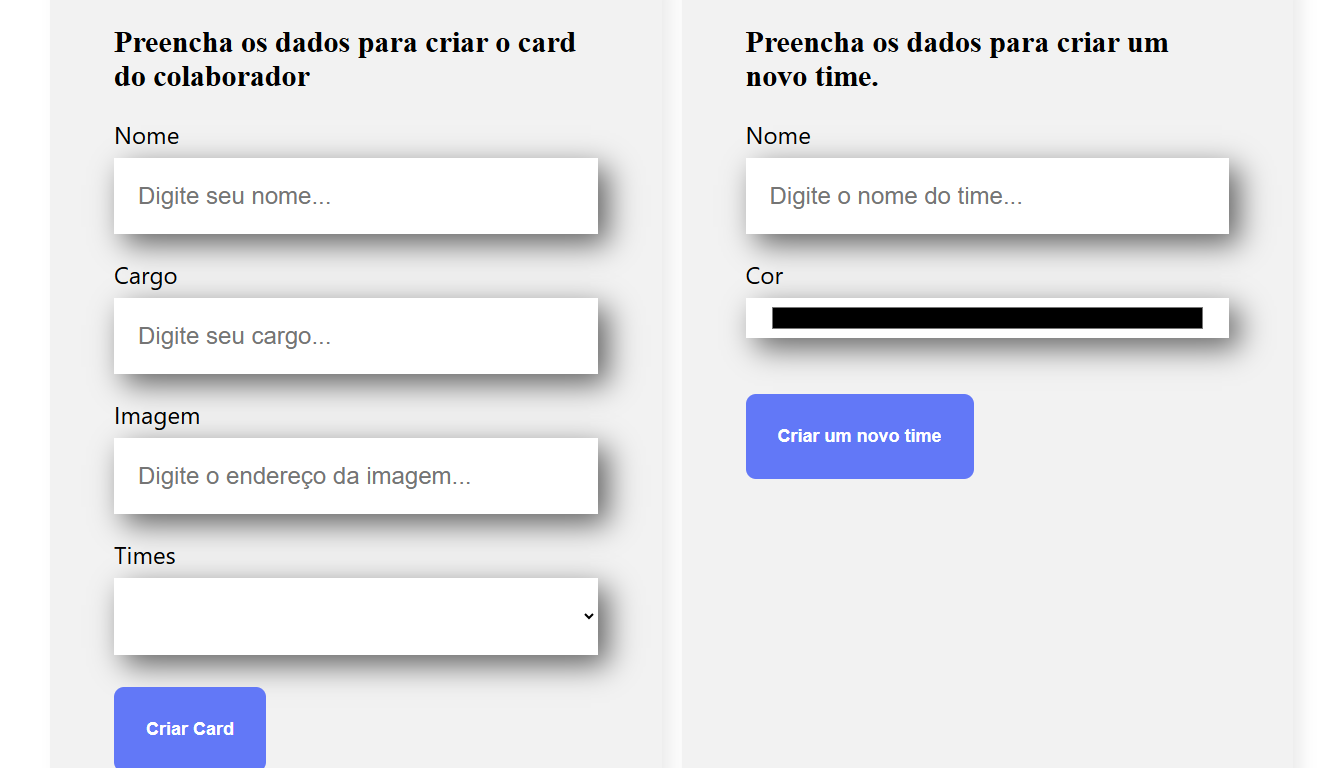 Preencha os dados para criar o card
do colaborador
Nome
Digite seu nome...
Cargo
Digite seu cargo...
Imagem
Digite o endereço da imagem...
Times
Criar Card
Preencha os dados para criar um
novo time.
Nome
Digite o nome do time...
Cor
Criar um novo time